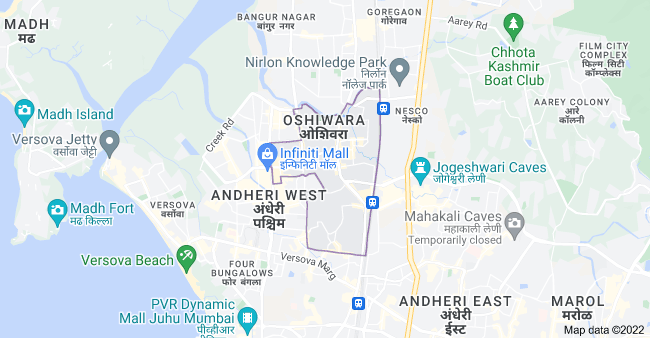 BANGUR NAGAR
बांगुर नगर
GOREGAON
गोरेगाव
Aarey Rd
MADH
मढ
Chhota
Kashmir
Boat Club
FILM CITY
COMPLEX
फिल्म सिटी
कॉम्प्लेक्स
Nirlon Knowledge Park
निर्लोन
नॉलेज पार्क
Madh Island
NESCO
नेस्को
AAREY COLONY
आरे
कॉलनी
OSHIWARA
ओशिवरा
Creek Rd
Versova Jetty
वर्सोवा जेट्टी
Infiniti Mall
इन्फिनिटी मॉल
Jogeshwari Caves
जोगेश्वरी लेणी
ANDHERI WEST
अंधेरी
पश्चिम
VERSOVA
वर्सोवा
Madh Fort
मढ किल्ला
Mahakali Caves
महाकाली लेणी
Temporarily closed
Versova Beach
Versova Marg
FOUR
BUNGALOWS
फोर बंगला
PVR Dynamic
Mall Juhu Mumbai
पीव्हीआर
ANDHERI EAST
अंधेरी
ईस्ट
MAROL
मरोळ
Map data ©2022